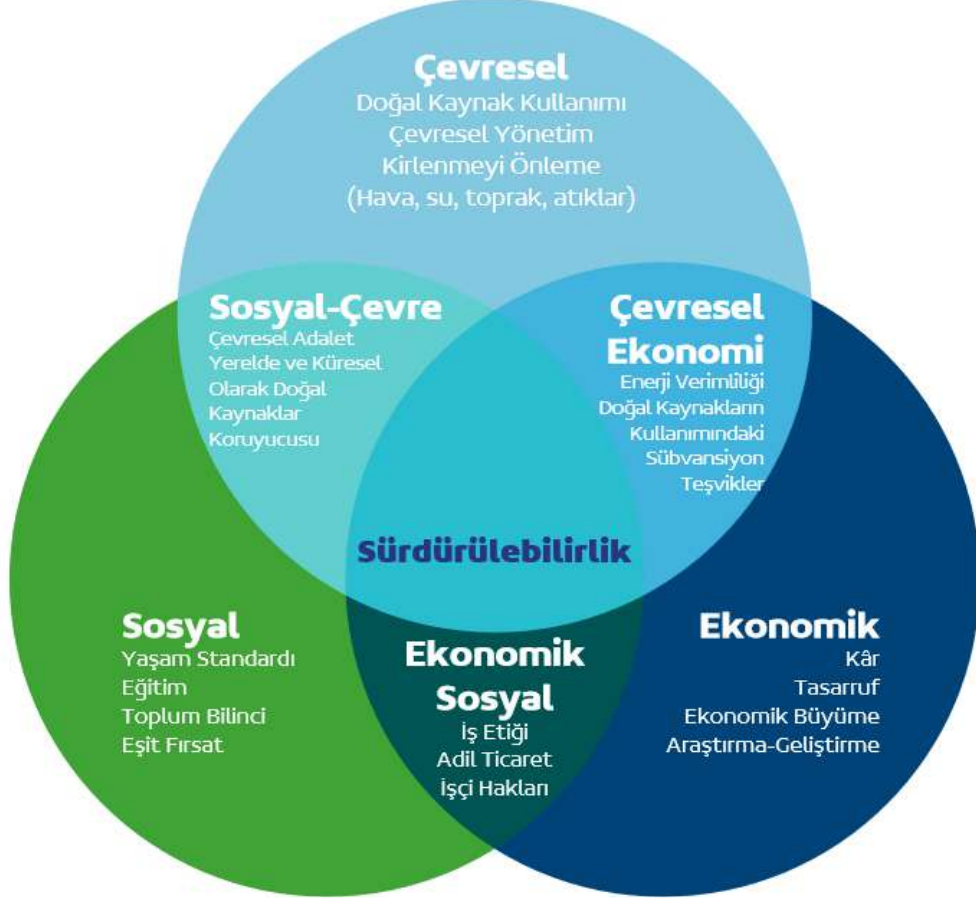 Çevresel
Doğal Kaynak Kullanımı
Çevresel Yönetim
Kirlenmeyi Önleme
(Hava, su, toprak, atıklar)
Sosyal-Çevre
Çevresel Adalet
Yerelde ve Küresel
Olarak Doğal
Kaynaklar
Koruyucusu
Çevresel
Ekonomi
Enerji Verimliliği
Doğal Kaynakların
Kullanımındaki
Sübvansiyon
Teşvikler
Sürdürülebilirlik
Sosyal
Yaşam Standardı
Eğitim
Toplum Bilinci
Eşit Fırsat
Ekonomik
Sosyal
İş Etiği
Adil Ticaret
İşçi Hakları
Ekonomik
Kâr
Tasarruf
Ekonomik Büyüme
Araştırma-Geliştirme